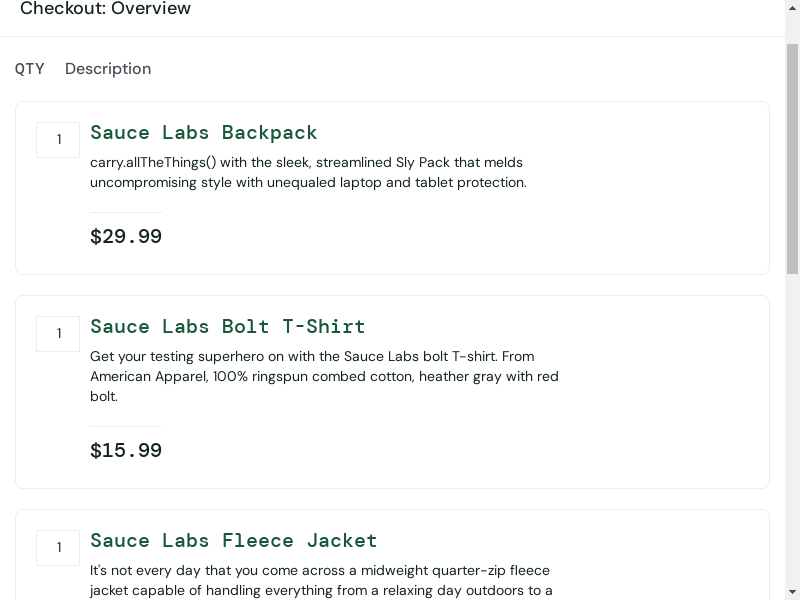 Checkout: Overview
QTY Description
1 Sauce Labs Backpack
carry.allTheThings() with the sleek, streamlined Sly Pack that melds
uncompromising style with unequaled laptop and tablet protection.
$29.99
1 Sauce Labs Bolt T-Shirt
Get your testing superhero on with the Sauce Labs bolt T-shirt. From
American Apparel, 100% ringspun combed cotton, heather gray with red
bolt.
$15.99
1 Sauce Labs Fleece Jacket
It's not every day that you come across a midweight quarter-zip fleece
jacket capable of handling everything from a relaxing day outdoors to a